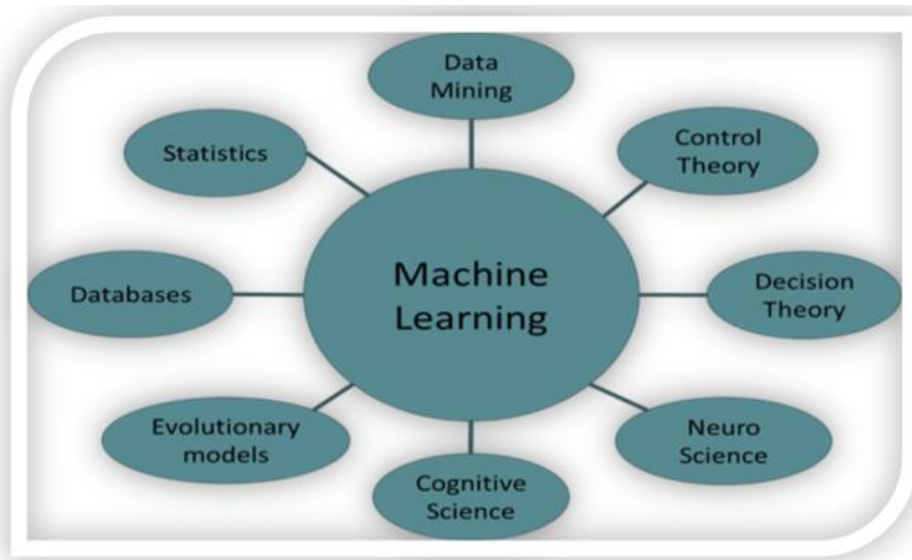 Data
Mining
Control
Theory
Statistics
Machine
Learning
Databases
Decision
Theory
Evolutionary
models
Neuro
Science
Cognitive
Science